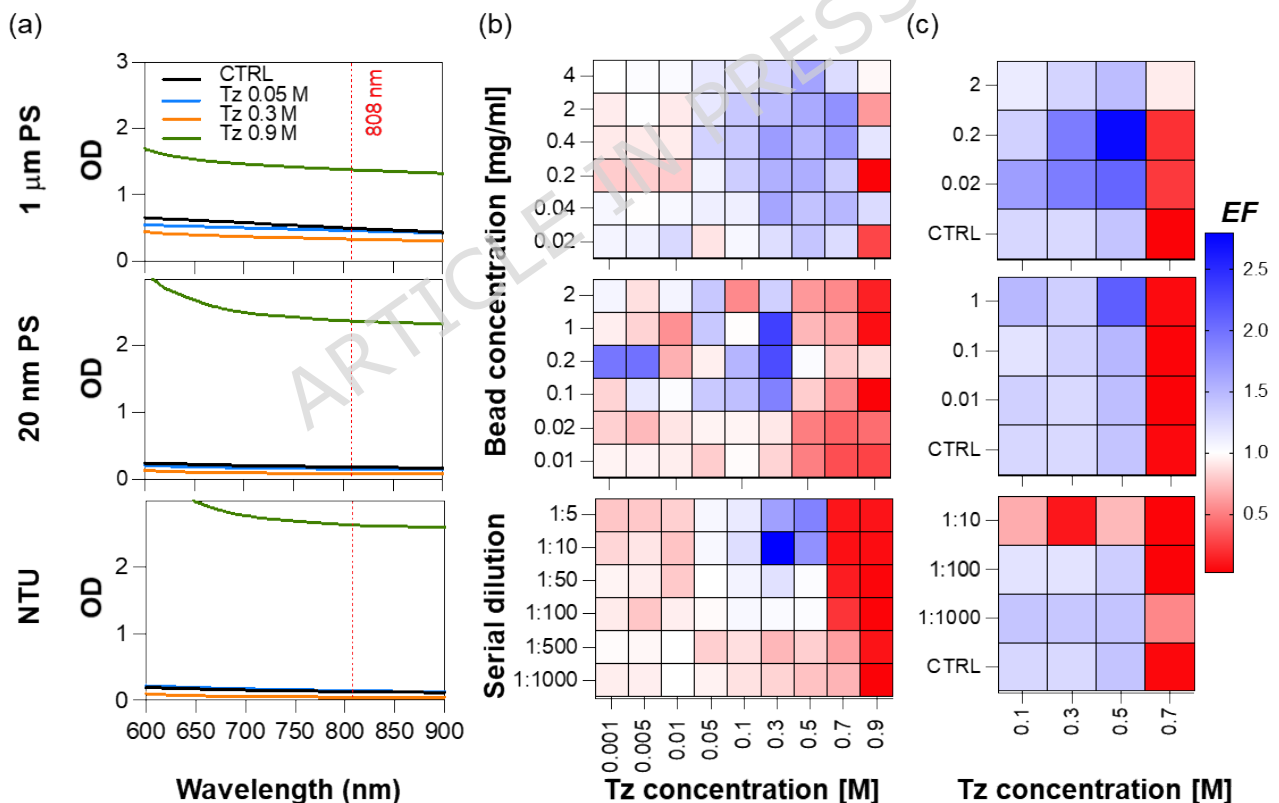 (a)
(b)
(c)
ARTICLE IN PRESS
1 μm PS
OD
3
2
1
0
CTRL
Tz 0.05 M
Tz 0.3 M
Tz 0.9 M
808 nm
20 nm PS
OD
2
1
0
NTU
OD
2
1
0
600 650 700 750 800 850 900
Wavelength (nm)
Bead concentration [mg/ml]
4
2
0.4
0.2
0.04
0.02
2
1
0.2
0.1
0.02
0.01
Serial dilution
1:5
1:10
1:50
1:100
1:500
1:1000
0.001 0.005 0.01 0.05 0.1 0.3 0.5 0.7 0.9
Tz concentration [M]
2
0.2
0.02
CTRL
1
0.1
0.01
CTRL
1:10
1:100
1:1000
CTRL
0.1 0.3 0.5 0.7
Tz concentration [M]
EF
2.5
2.0
1.5
1.0
0.5